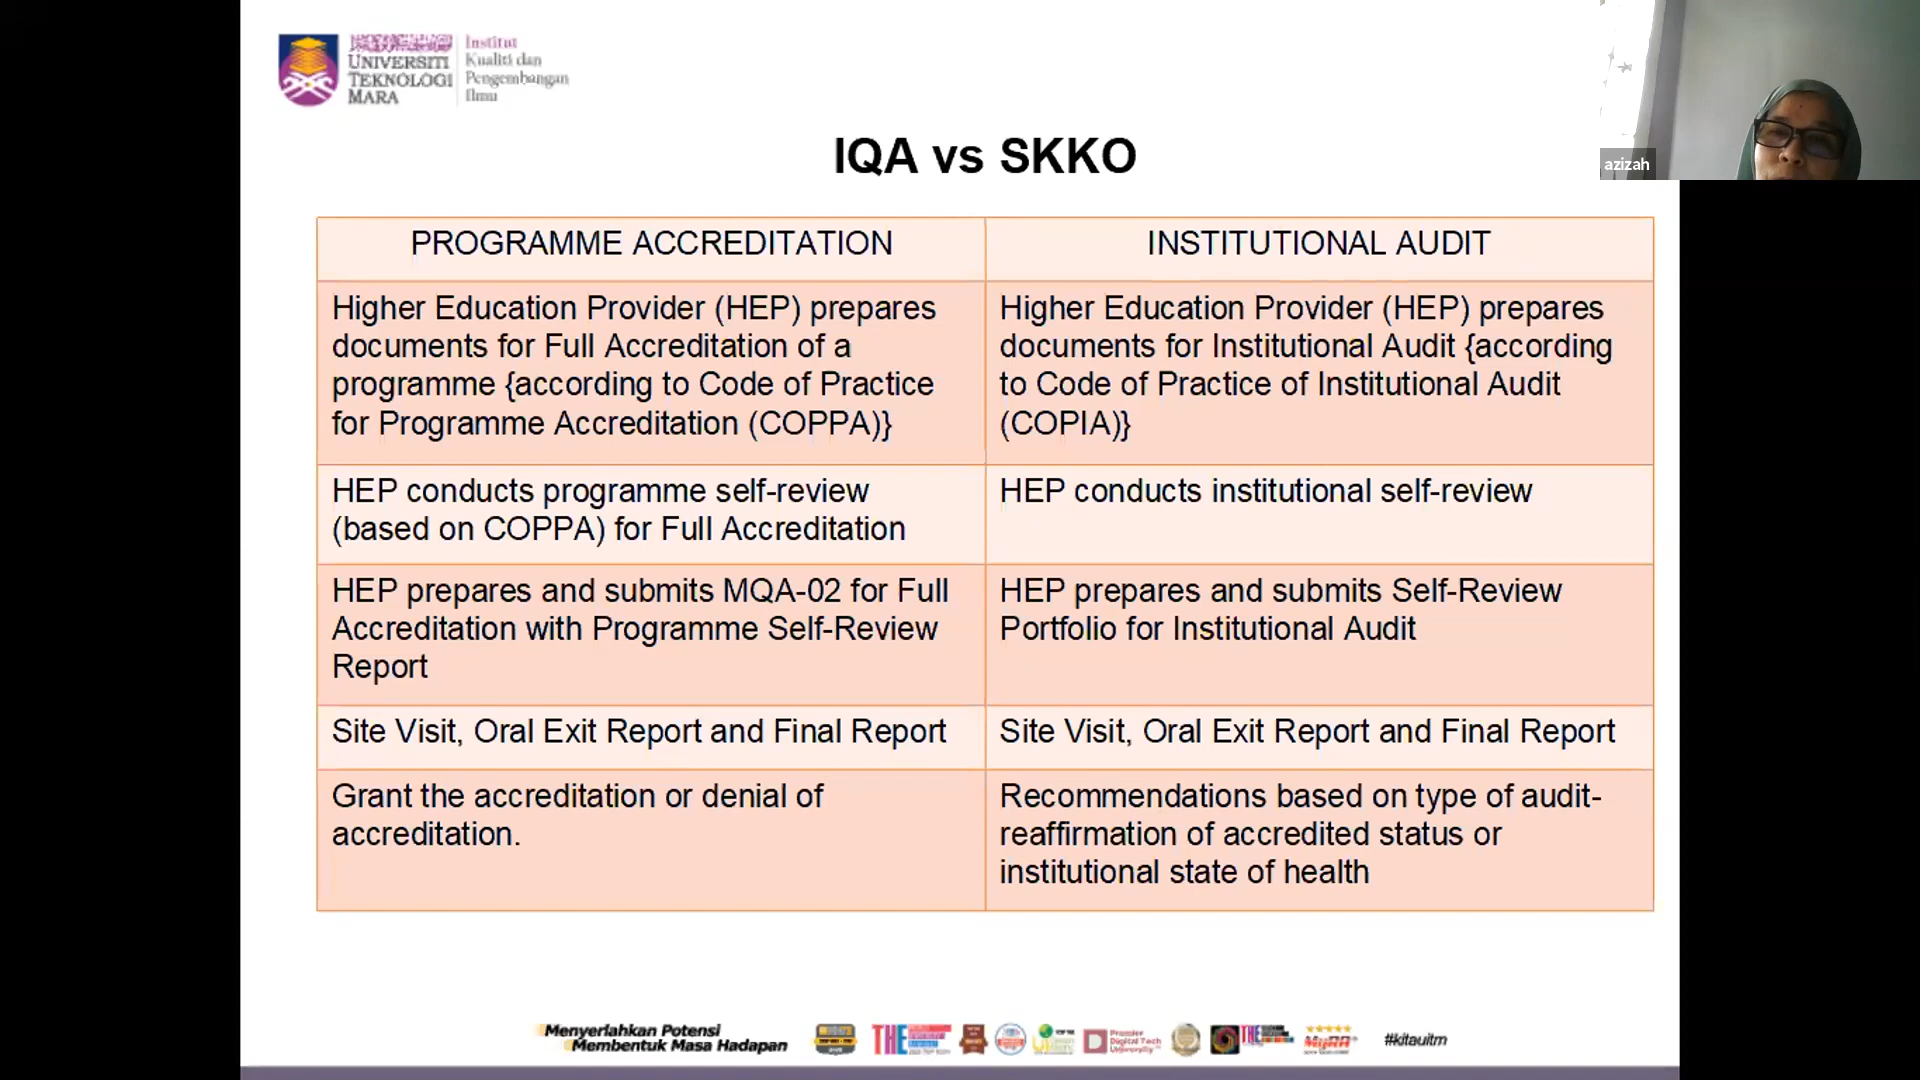 UNIVERSITI
TEKNOLOGI
MARA
Institut
Kualiti dan
Pengembangan
Ilmu
azizah
IQA vs SKKO
PROGRAMME ACCREDITATION
INSTITUTIONAL AUDIT
Higher Education Provider (HEP) prepares
documents for Full Accreditation of a
programme {according to Code of Practice
for Programme Accreditation (COPPA)}
Higher Education Provider (HEP) prepares
documents for Institutional Audit {according
to Code of Practice of Institutional Audit
(COPIA)}
HEP conducts programme self-review
(based on COPPA) for Full Accreditation
HEP conducts institutional self-review
HEP prepares and submits MQA-02 for Full
Accreditation with Programme Self-Review
Report
HEP prepares and submits Self-Review
Portfolio for Institutional Audit
Site Visit, Oral Exit Report and Final Report
Site Visit, Oral Exit Report and Final Report
Grant the accreditation or denial of
accreditation.
Recommendations based on type of audit-
reaffirmation of accredited status or
institutional state of health
Menyerlahkan Potensi
Membentuk Masa Hadapan
THE
Premier
Digital Tech
University
THE
MyRA
#kitauitm